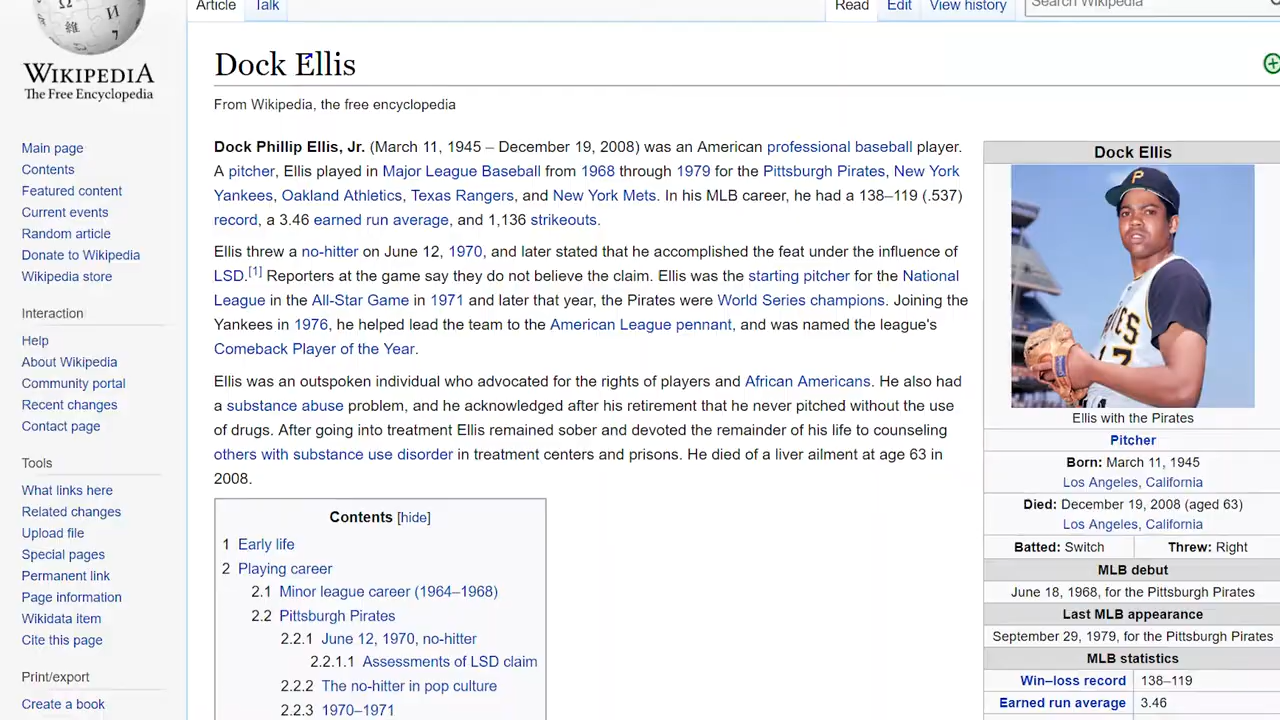 Article
Talk
Read
Edit
View history
Search Wikipedia
WIKIPEDIA
The Free Encyclopedia
Main page
Contents
Featured content
Current events
Random article
Donate to Wikipedia
Wikipedia store
Interaction
Help
About Wikipedia
Community portal
Recent changes
Contact page
Tools
What links here
Related changes
Upload file
Special pages
Permanent link
Page information
Wikidata item
Cite this page
Print/export
Create a book
Dock Ellis
From Wikipedia, the free encyclopedia
Dock Phillip Ellis, Jr. (March 11, 1945 – December 19, 2008) was an American professional baseball player.
A pitcher, Ellis played in Major League Baseball from 1968 through 1979 for the Pittsburgh Pirates, New York
Yankees, Oakland Athletics, Texas Rangers, and New York Mets. In his MLB career, he had a 138–119 (.537)
record, a 3.46 earned run average, and 1,136 strikeouts.
Ellis threw a no-hitter on June 12, 1970, and later stated that he accomplished the feat under the influence of
LSD.[1] Reporters at the game say they do not believe the claim. Ellis was the starting pitcher for the National
League in the All-Star Game in 1971 and later that year, the Pirates were World Series champions. Joining the
Yankees in 1976, he helped lead the team to the American League pennant, and was named the league's
Comeback Player of the Year.
Ellis was an outspoken individual who advocated for the rights of players and African Americans. He also had
a substance abuse problem, and he acknowledged after his retirement that he never pitched without the use
of drugs. After going into treatment Ellis remained sober and devoted the remainder of his life to counseling
others with substance use disorder in treatment centers and prisons. He died of a liver ailment at age 63 in
2008.
Contents [hide]
1 Early life
2 Playing career
2.1 Minor league career (1964–1968)
2.2 Pittsburgh Pirates
2.2.1 June 12, 1970, no-hitter
2.2.1.1 Assessments of LSD claim
2.2.2 The no-hitter in pop culture
2.2.3 1970–1971
Dock Ellis
P
17
Ellis with the Pirates
Pitcher
Born: March 11, 1945
Los Angeles, California
Died: December 19, 2008 (aged 63)
Los Angeles, California
Batted: Switch
Threw: Right
MLB debut
June 18, 1968, for the Pittsburgh Pirates
Last MLB appearance
September 29, 1979, for the Pittsburgh Pirates
MLB statistics
Win–loss record 138–119
Earned run average 3.46